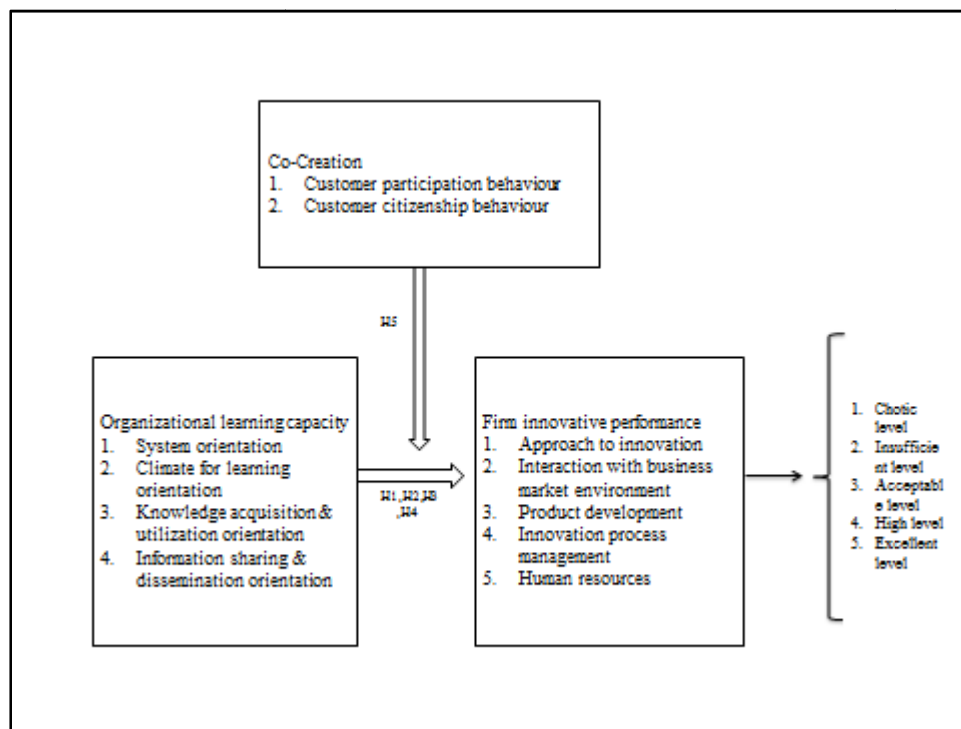 Co-Creation
1. Customer participation behaviour
2. Customer citizenship behaviour
H5
Organizational learning capacity
1. System orientation
2. Climate for learning
orientation
3. Knowledge acquisition &
utilization orientation
4. Information sharing &
dissemination orientation
H1 ,H2 ,H3
,H4
Firm innovative performance
1. Approach to innovation
2. Interaction with business
market environment
3. Product development
4. Innovation process
management
5. Human resources
1. Chotic
level
2. Insufficie
nt level
3. Acceptabl
e level
4. High level
5. Excellent
level